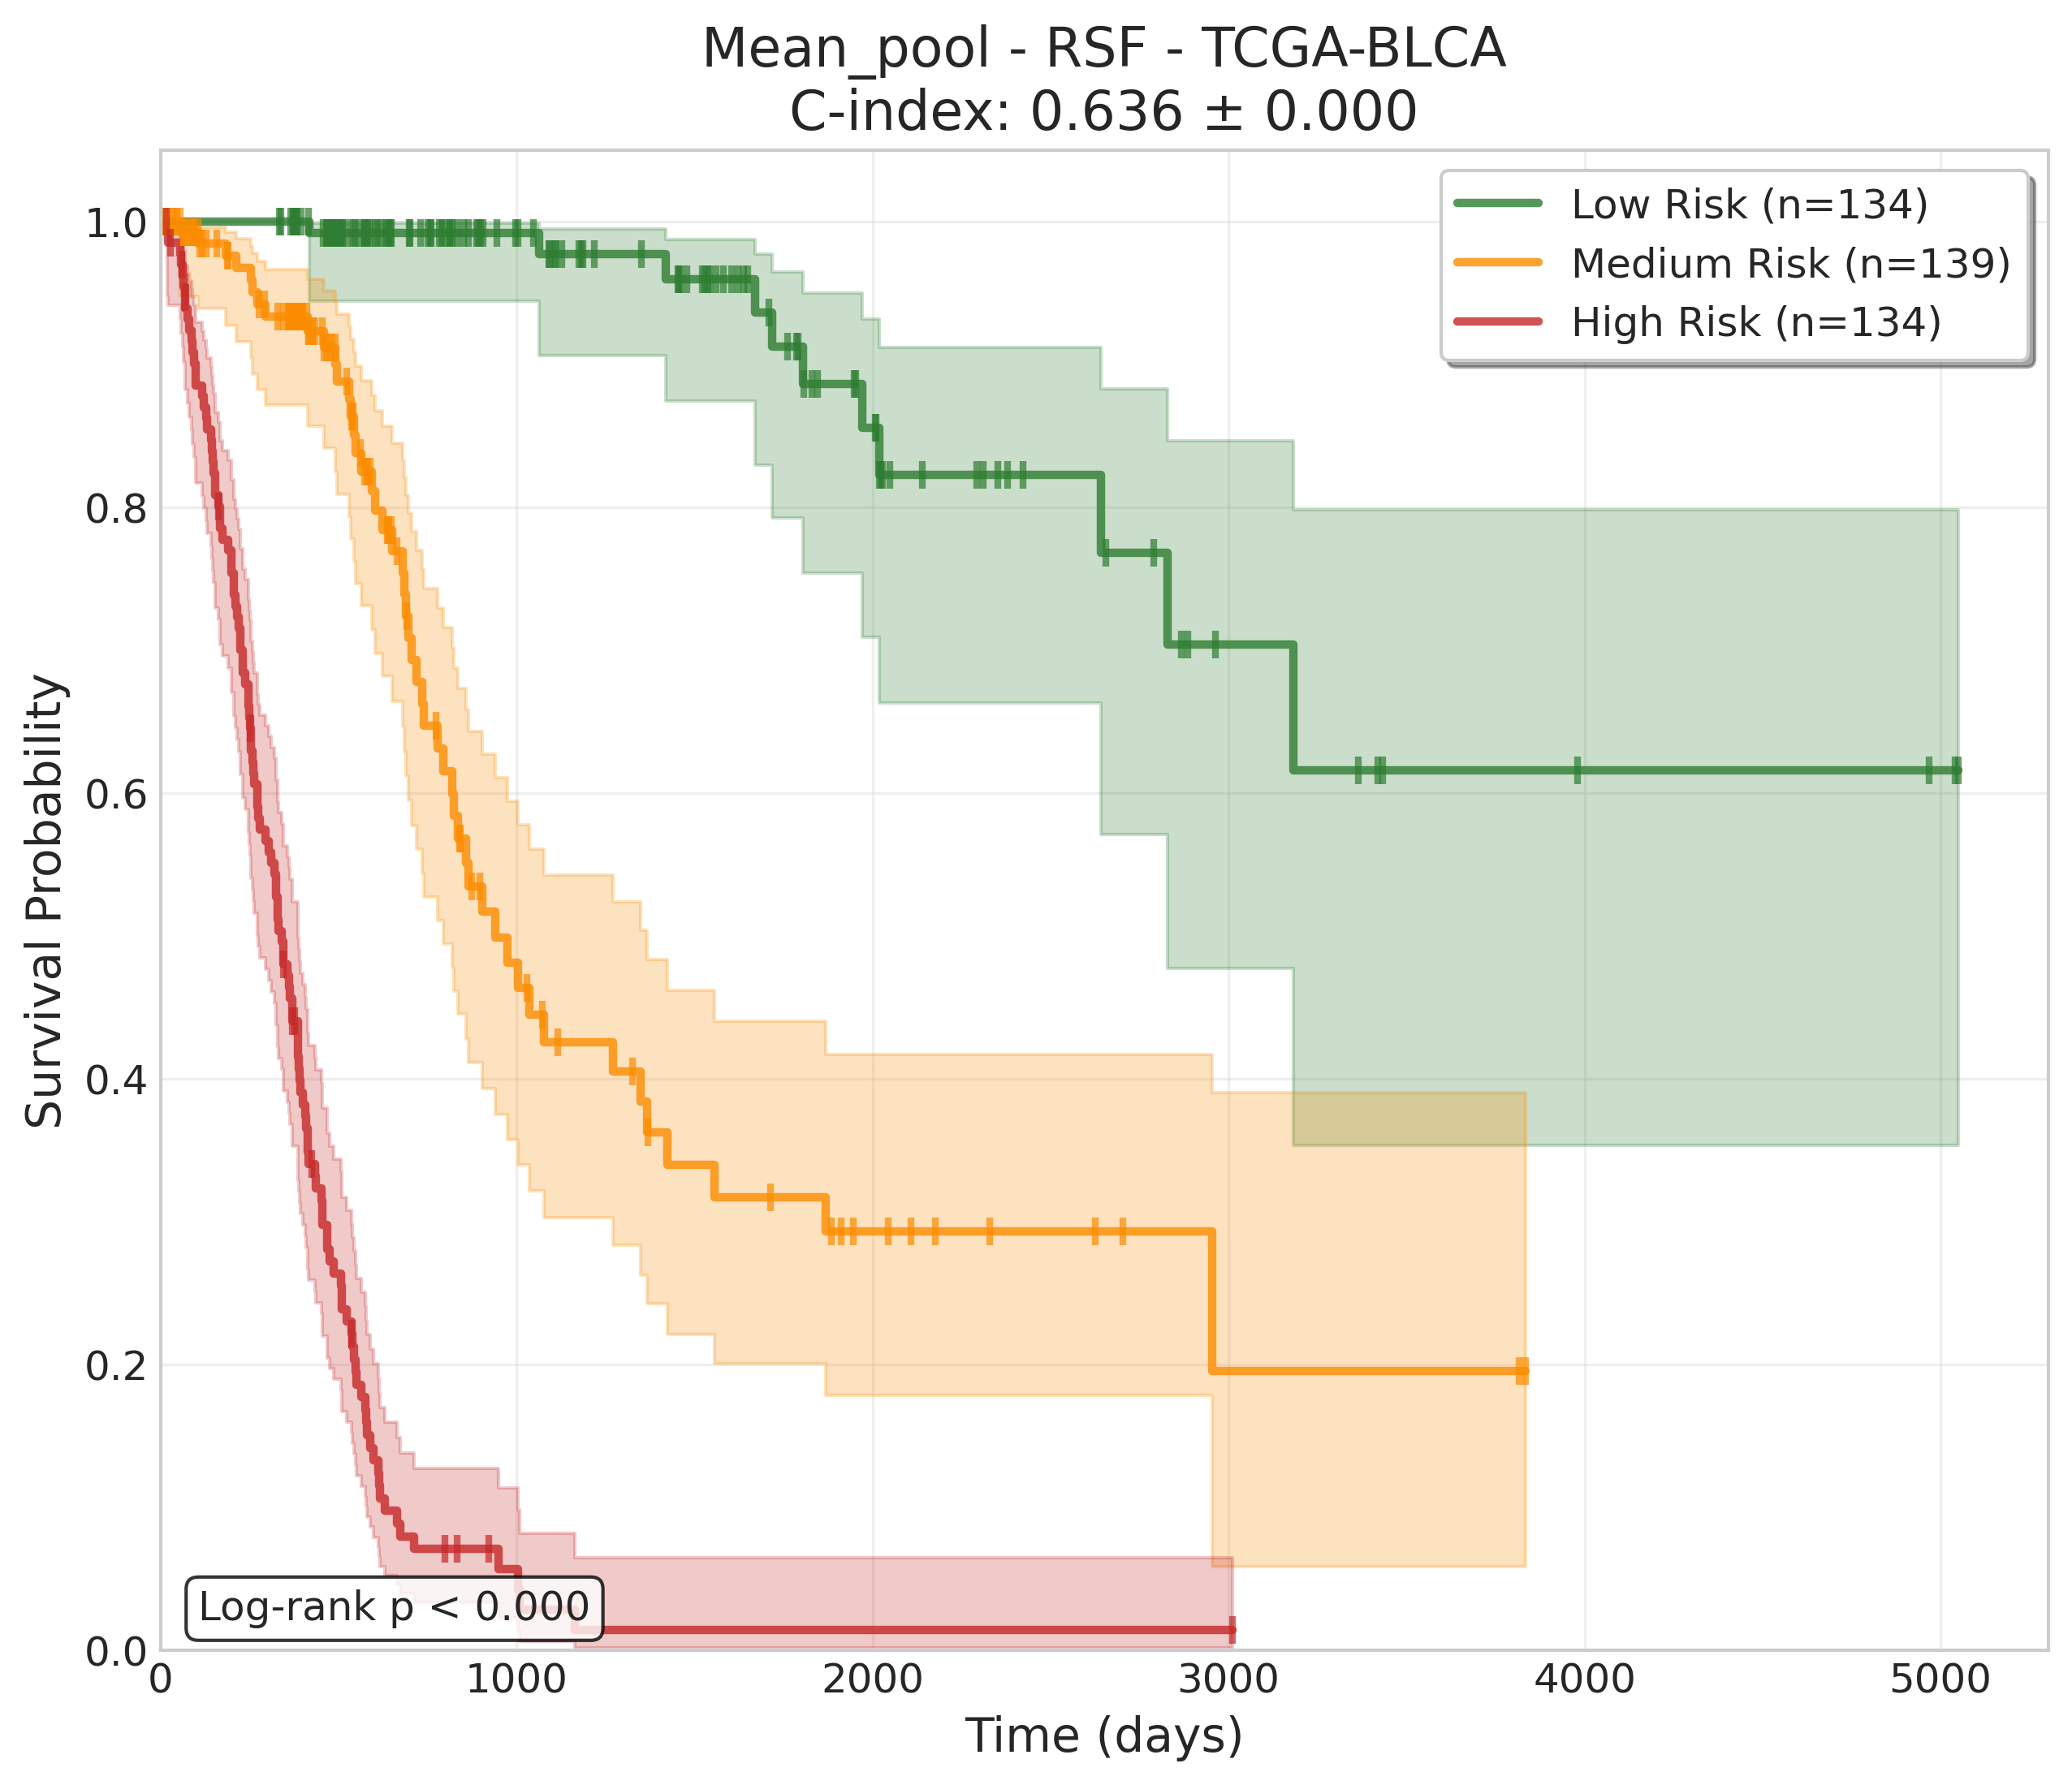 Mean_pool - RSF - TCGA-BLCA
C-index: 0.636 ± 0.000
Low Risk (n=134)
Medium Risk (n=139)
High Risk (n=134)
Survival Probability
1.0
0.8
0.6
0.4
0.2
0.0
Log-rank p < 0.000
0 1000 2000 3000 4000 5000
Time (days)